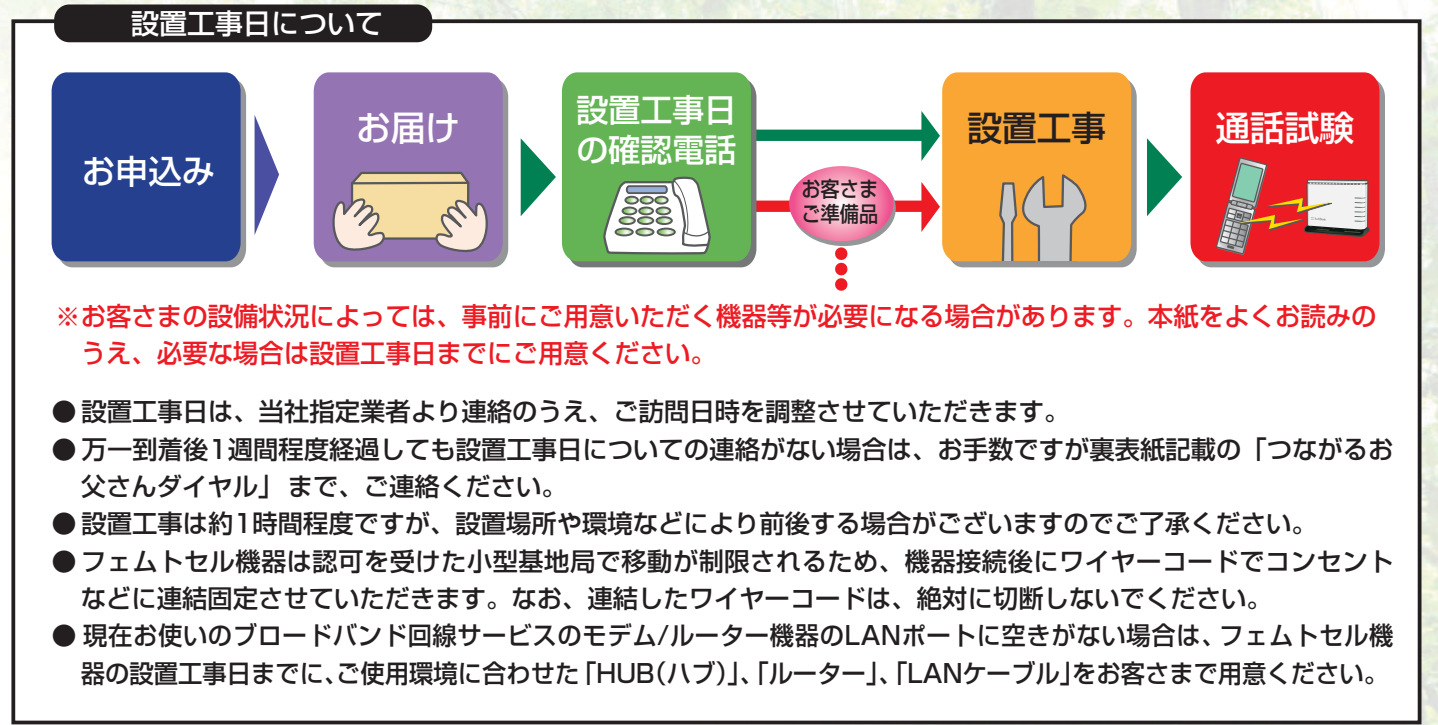 設置工事日について
お申込み
お届け
設置工事日
の確認電話
お客さま
ご準備品
設置工事
通話試験
※お客さまの設備状況によっては、事前にご用意いただく機器等が必要になる場合があります。本紙をよくお読みの
うえ、必要な場合は設置工事日までにご用意ください。
●設置工事日は、当社指定業者より連絡のうえ、ご訪問日時を調整させていただきます。
●万一到着後1週間程度経過しても設置工事日についての連絡がない場合は、お手数ですが裏表紙記載の「つながるお
父さんダイヤル」まで、ご連絡ください。
●設置工事は約1時間程度ですが、設置場所や環境などにより前後する場合がございますのでご了承ください。
●フェムトセル機器は認可を受けた小型基地局で移動が制限されるため、機器接続後にワイヤーコードでコンセント
などに連結固定させていただきます。なお、連結したワイヤーコードは、絶対に切断しないでください。
●現在お使いのブロードバンド回線サービスのモデム/ルーター機器のLANポートに空きがない場合は、フェムトセル機
器の設置工事日までに、ご使用環境に合わせた「HUB(ハブ)」、「ルーター」、「LANケーブル」をお客さまで用意ください。